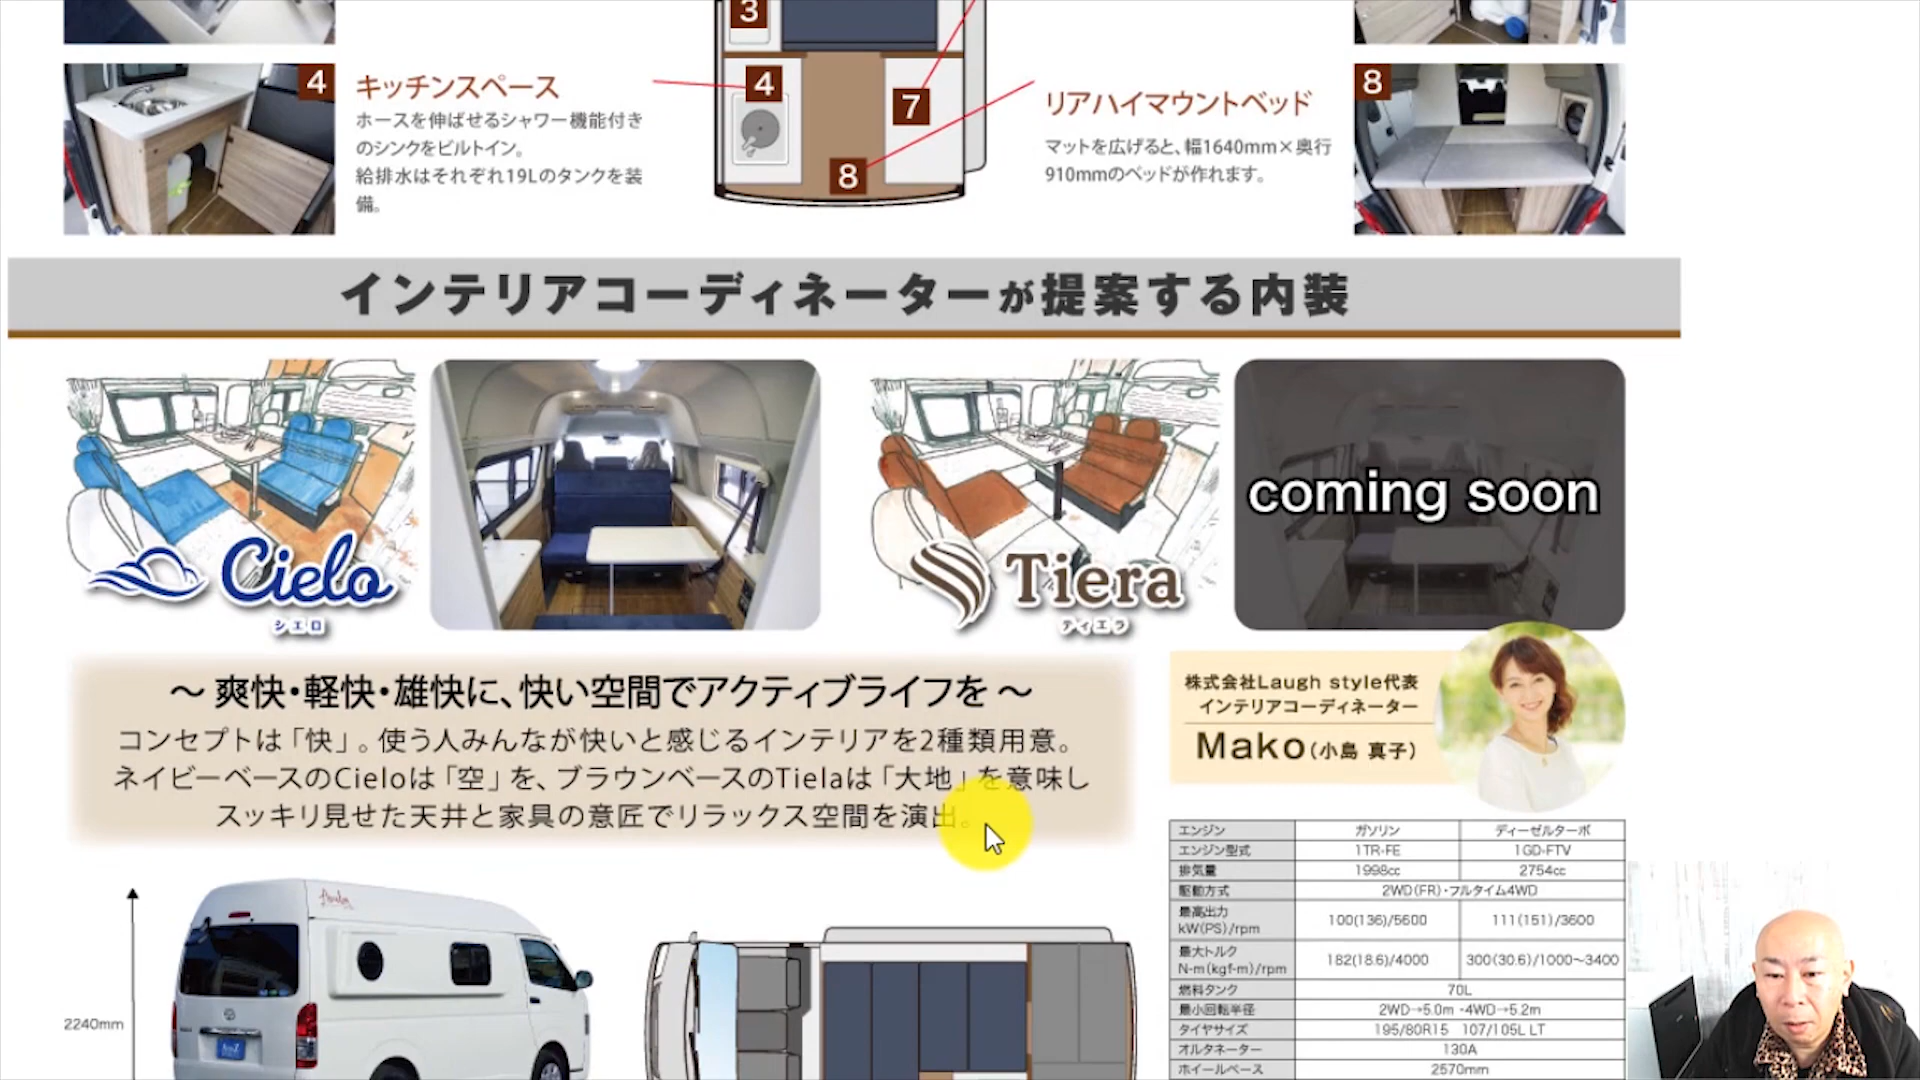 3
4
キッチンスペース
ホースを伸ばせるシャワー機能付き
のシンクをビルトイン。
給排水はそれぞれ19Lのタンクを装
備。
4
7
8
リアハイマウントベッド
マットを広げると、幅1640mm×奥行
910mmのベッドが作れます。
8
インテリアコーディネーターが提案する内装
Cielo
シエロ
Tiera
ティエラ
coming soon
～ 爽快・軽快・雄快に、快い空間でアクティブライフを ～
コンセプトは「快」。使う人みんなが快いと感じるインテリアを2種類用意。
ネイビーベースのCieloは「空」を、ブラウンベースのTielaは「大地」を意味し
スッキリ見せた天井と家具の意匠でリラックス空間を演出。
株式会社Laugh style代表
インテリアコーディネーター
Mako(小島 真子)
2240mm
エンジン ガソリン ディーゼルターボ
エンジン型式 1TR-FE 1GD-FTV
排気量 1998cc 2754cc
駆動方式 2WD(FR)・フルタイム4WD
最高出力
kW(PS)/rpm 100(136)/5600 111(151)/3600
最大トルク
N-m(kgf-m)/rpm 182(18.6)/4000 300(30.6)/1000～3400
燃料タンク 70L
最小回転半径 2WD→5.0m -4WD→5.2m
タイヤサイズ 195/80R15 107/105L LT
オルタネーター 130A
ホイールベース 2570mm